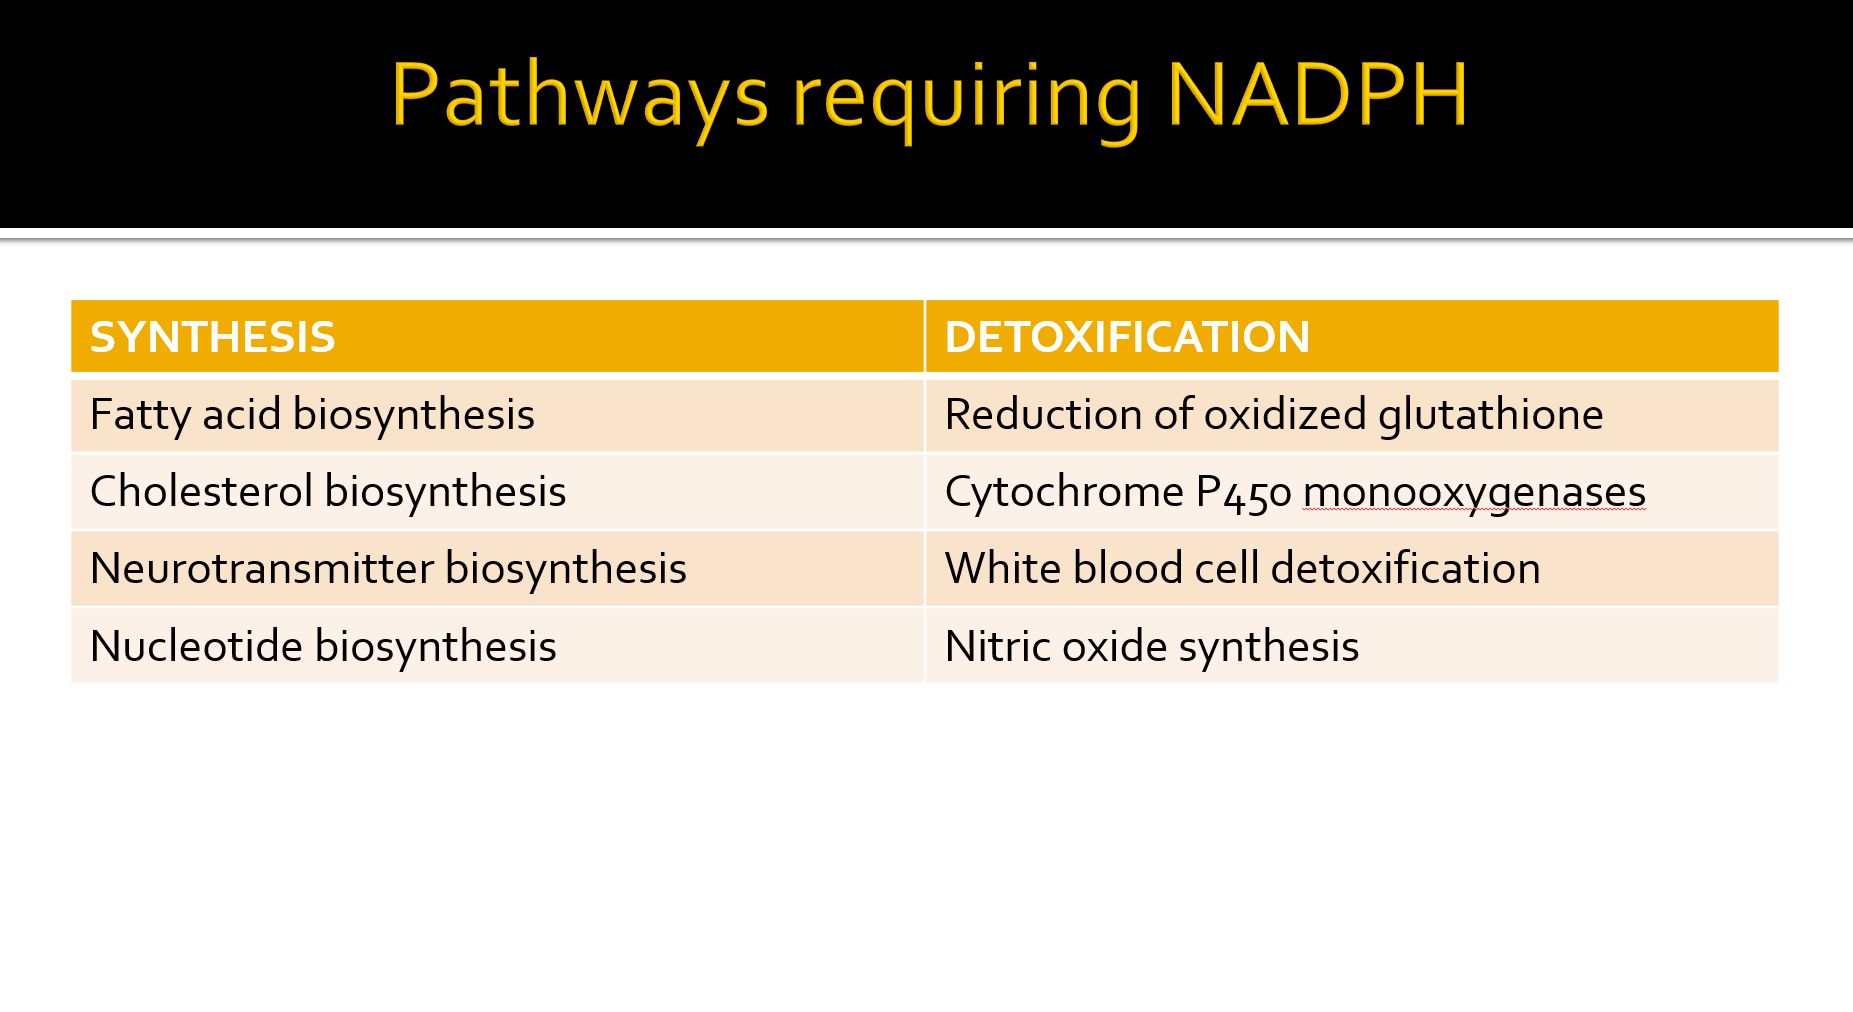 Pathways requiring NADPH
SYNTHESIS
DETOXIFICATION
Fatty acid biosynthesis
Reduction of oxidized glutathione
Cholesterol biosynthesis
Cytochrome P450 monooxygenases
Neurotransmitter biosynthesis
White blood cell detoxification
Nucleotide biosynthesis
Nitric oxide synthesis